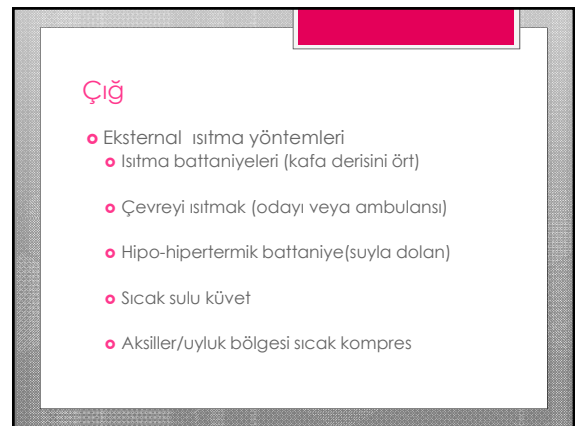 Çığ
Eksternal ısıtma yöntemleri
Isıtma battaniyeleri (kafa derisini ört)
Çevreyi ısıtmak (odayı veya ambulansı)
Hipo-hipertermik battaniye(suyla dolan)
Sıcak sulu küvet
Aksiller/uyluk bölgesi sıcak kompres